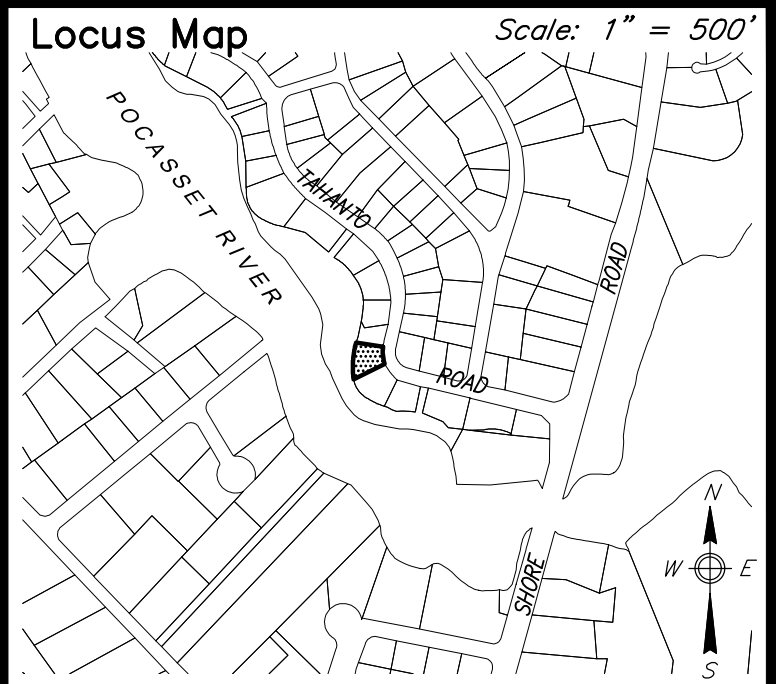 Locus Map
Scale: 1" = 500'
POCASSET RIVER
TAHANTO
ROAD
ROAD
SHORE
N
W E
S